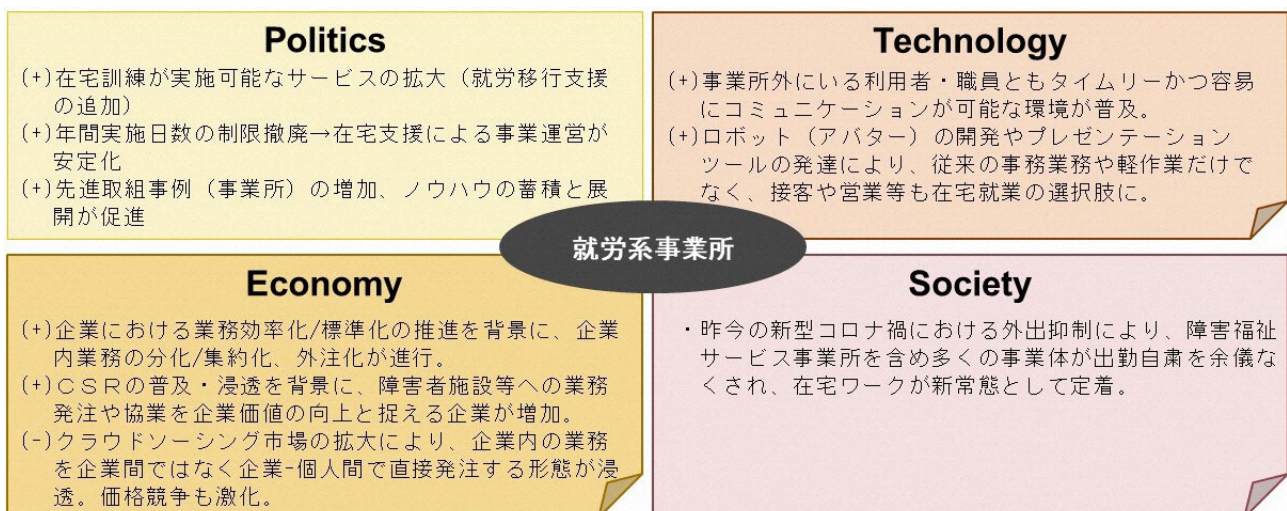 Politics
(+)在宅訓練が実施可能なサービスの拡大（就労移行支援
の追加）
(+)年間実施日数の制限撤廃→在宅支援による事業運営が
安定化
(+)先進取組事例（事業所）の増加、ノウハウの蓄積と展
開が促進
Technology
(+)事業所外にいる利用者・職員ともタイムリーかつ容易
にコミュニケーションが可能な環境が普及。
(+)ロボット（アバター）の開発やプレゼンテーション
ツールの発達により、従来の事務業務や軽作業だけで
なく、接客や営業等も在宅就業の選択肢に。
就労系事業所
Economy
(+)企業における業務効率化/標準化の推進を背景に、企業
内業務の分化/集約化、外注化が進行。
(+)ＣＳＲの普及・浸透を背景に、障害者施設等への業務
発注や協業を企業価値の向上と捉える企業が増加。
(-)クラウドソーシング市場の拡大により、企業内の業務
を企業間ではなく企業-個人間で直接発注する形態が浸
透。価格競争も激化。
Society
・昨今の新型コロナ禍における外出抑制により、障害福祉
サービス事業所を含め多くの事業体が出勤自粛を余儀な
くされ、在宅ワークが新常態として定着。